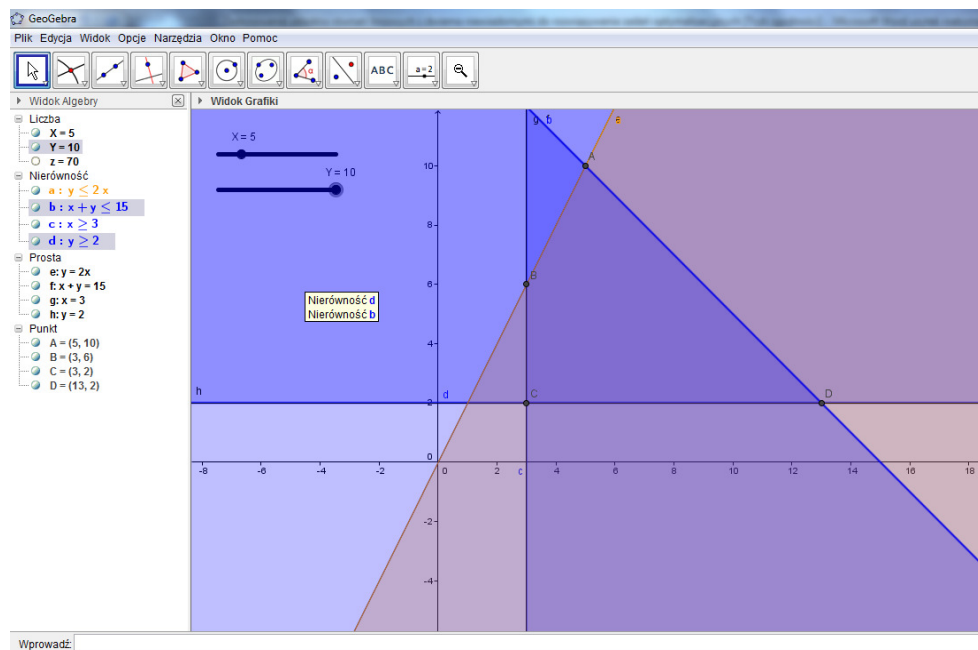 GeoGebra
Plik Edycja Widok Opcje Narzędzia Okno Pomoc
ABC
a=2
Widok Algebry
Widok Grafiki
Liczba
X = 5
Y = 10
z = 70
Nierówność
a : y ≤ 2 x
b : x + y ≤ 15
c : x ≥ 3
d : y ≥ 2
Prosta
e: y = 2x
f: x + y = 15
g: x = 3
h: y = 2
Punkt
A = (5, 10)
B = (3, 6)
C = (3, 2)
D = (13, 2)
X = 5
Y = 10
Nierówność d
Nierówność b
g
A
B
C
D
h
d
c
10
8
6
4
2
0
-2
-4
-8 -6 -4 -2 0 2 4 6 8 10 12 14 16 18
Wprowadź: